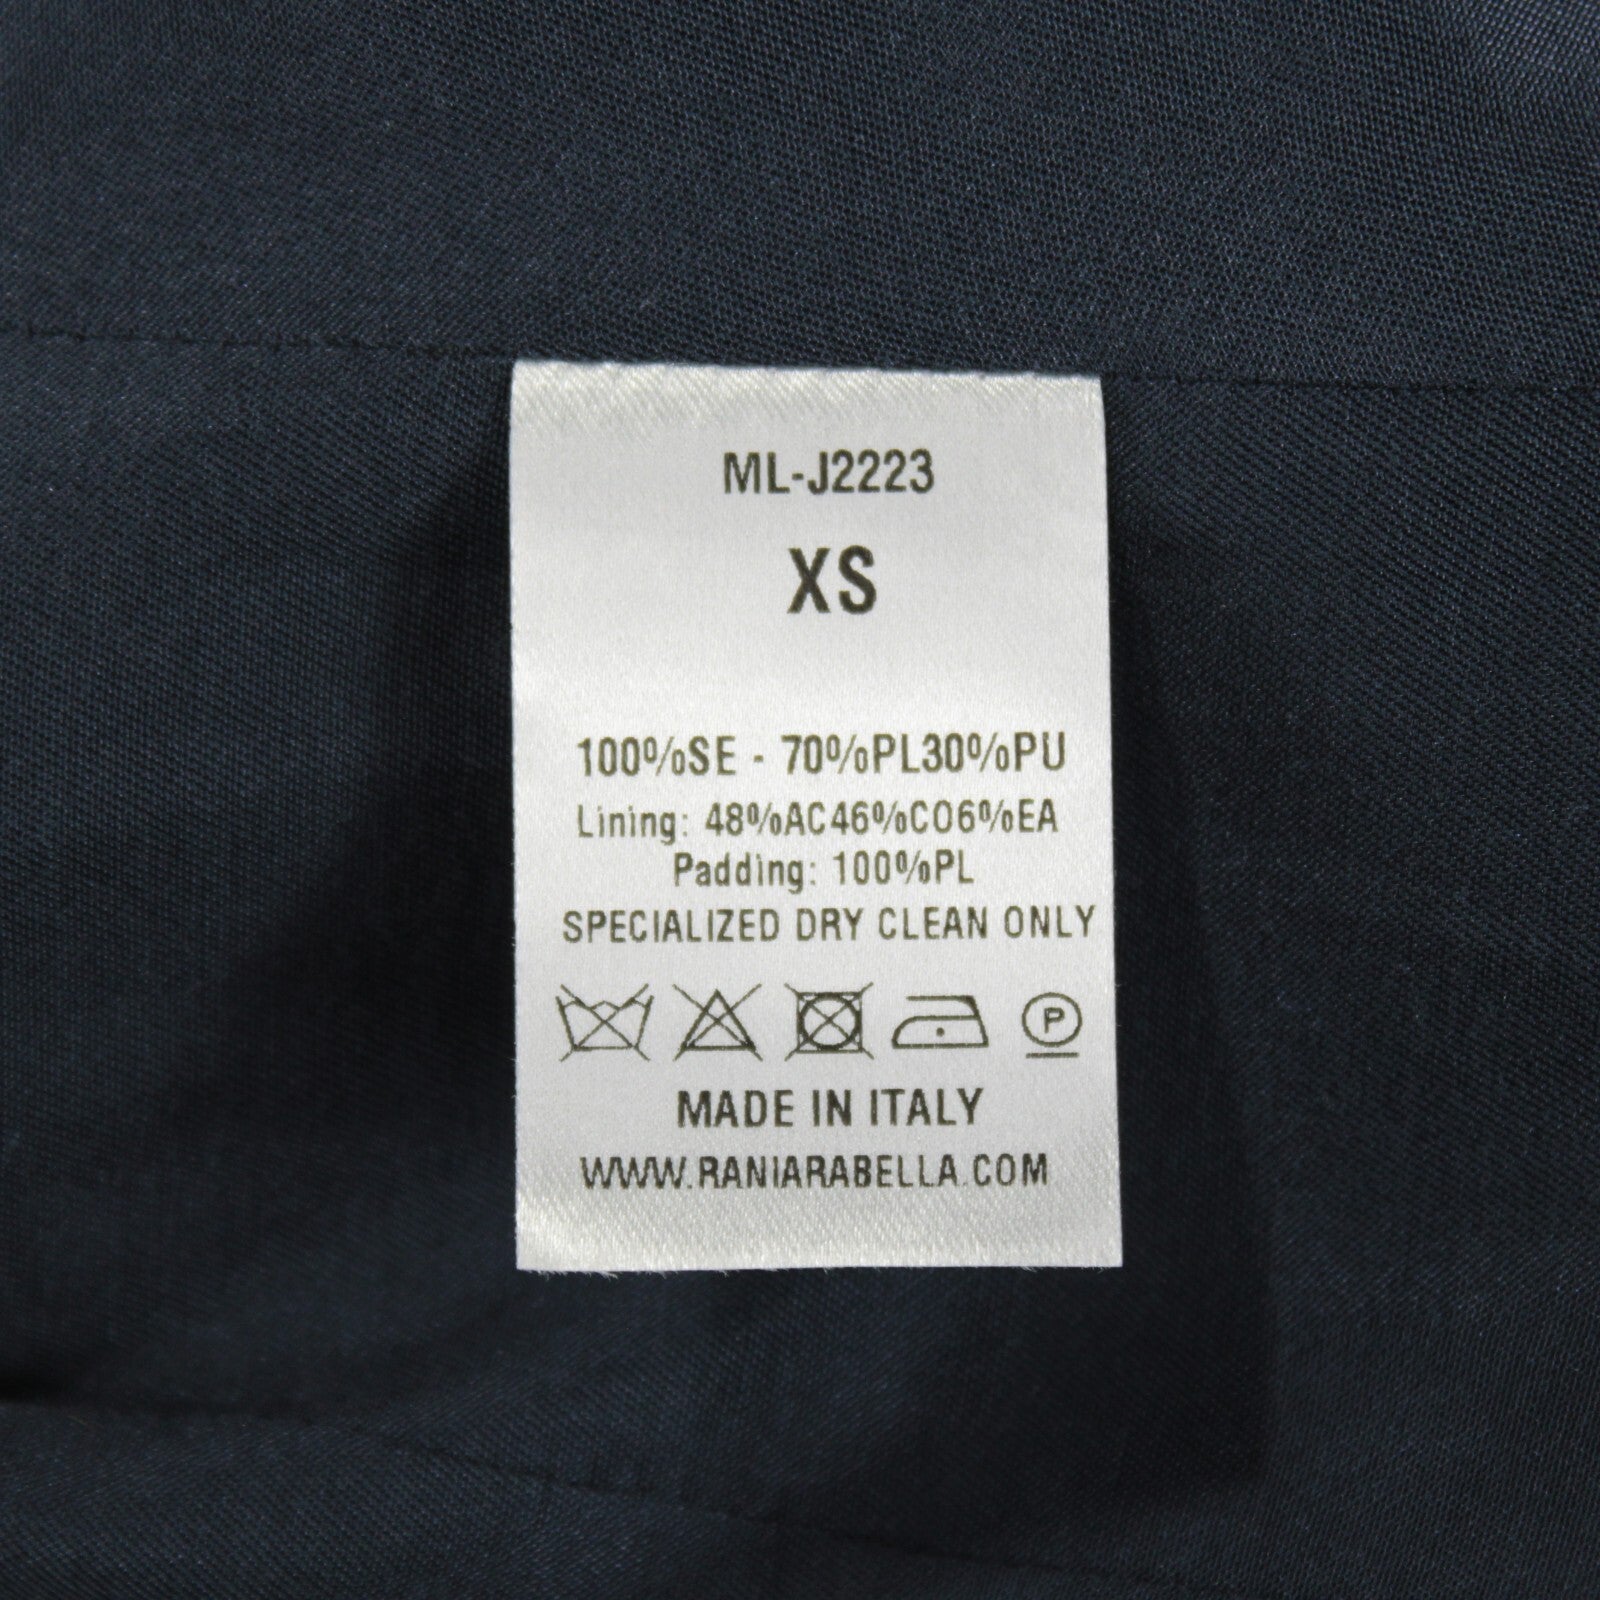 ML-J2223
XS
100%SE - 70%PL30%PU
Lining: 48%AC46%CO6%EA
Padding: 100%PL
SPECIALIZED DRY CLEAN ONLY
P
MADE IN ITALY
WWW.RANIARABELLA.COM